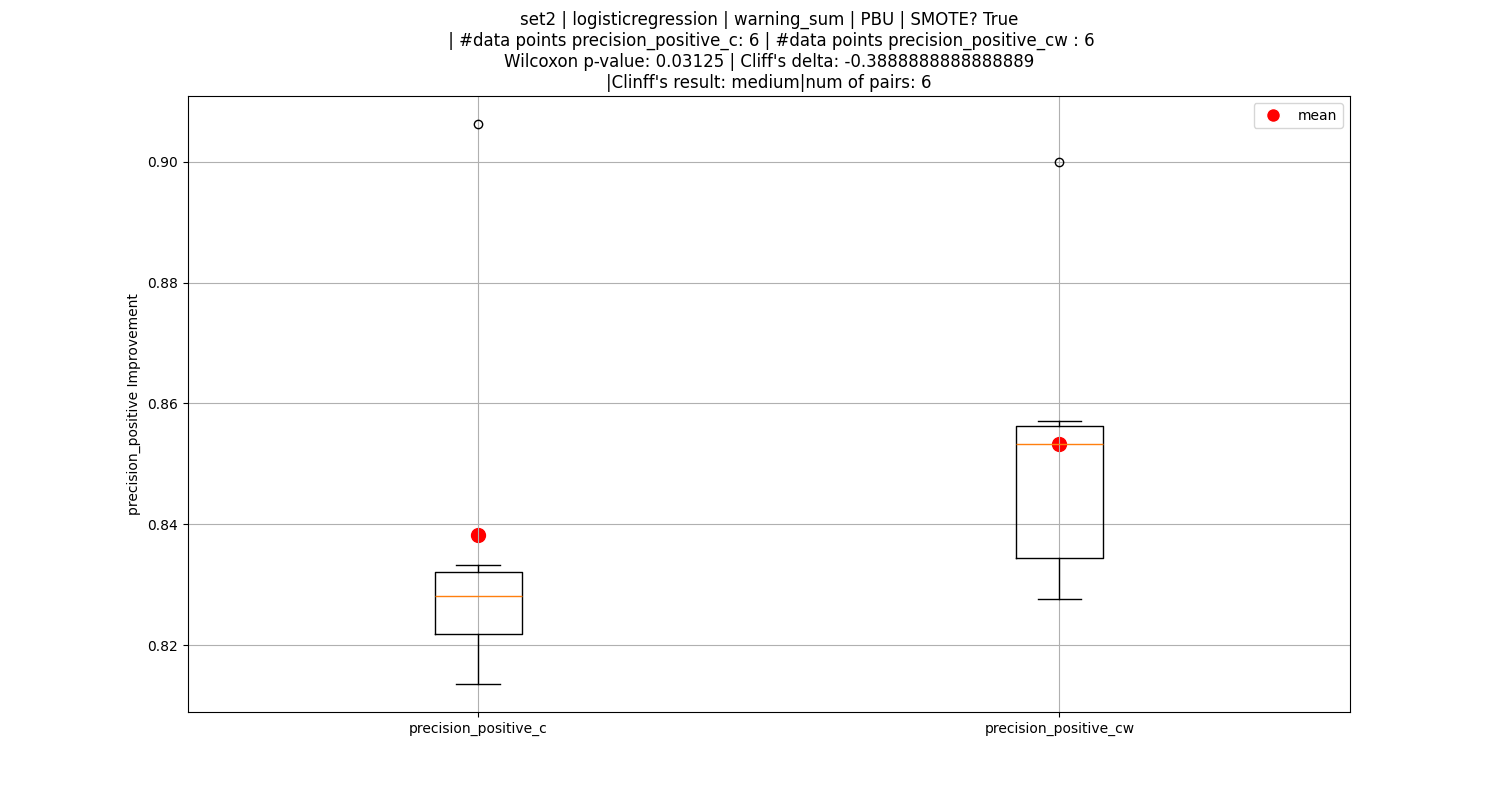 set2 | logisticregression | warning_sum | PBU | SMOTE? True
| #data points precision_positive_c: 6 | #data points precision_positive_cw : 6
Wilcoxon p-value: 0.03125 | Cliff's delta: -0.3888888888888889
|Clinff's result: medium|num of pairs: 6
mean
precision_positive Improvement
0.90
0.88
0.86
0.84
0.82
precision_positive_c
precision_positive_cw